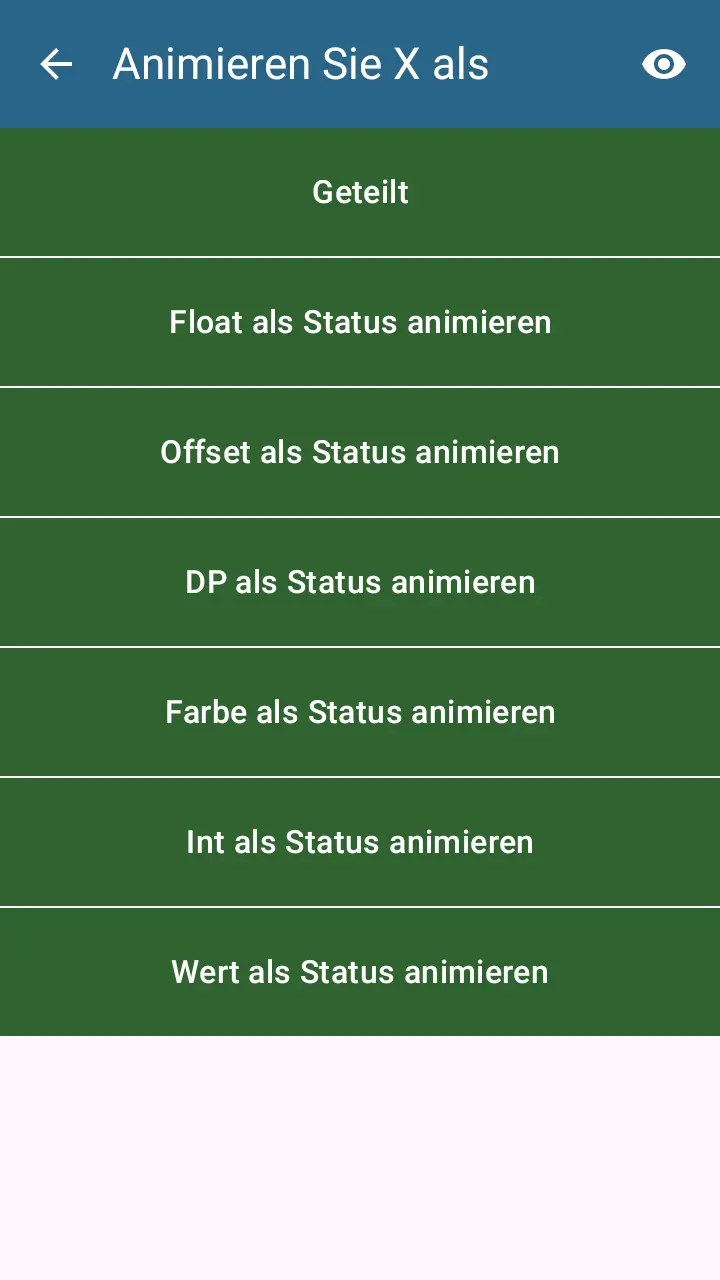 Animieren Sie X als
Geteilt
Float als Status animieren
Offset als Status animieren
DP als Status animieren
Farbe als Status animieren
Int als Status animieren
Wert als Status animieren